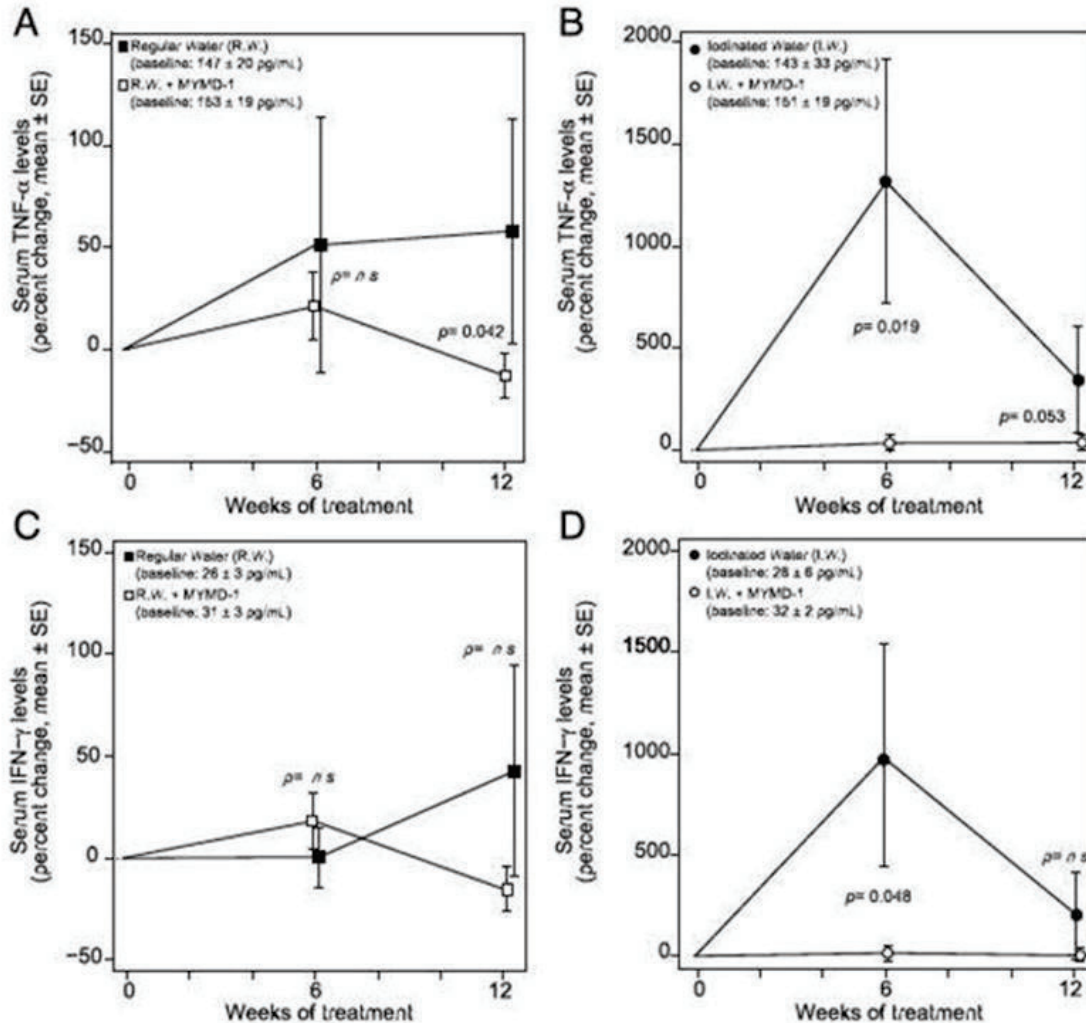 A
Serum TNF-α levels
(percent change, mean ± SE)
150
100
50
0
−50
■ Regular Water (R.W.)
(baseline: 147 ± 20 pg/mL)
□ R.W. + MYMD-1
(baseline: 153 ± 19 pg/mL)
p= n s
p= 0.042
0
6
12
Weeks of treatment
B
Serum TNF-α levels
(percent change, mean ± SE)
2000
1500
1000
500
0
● Iodinated Water (I.W.)
(baseline: 143 ± 33 pg/mL)
○ I.W. + MYMD-1
(baseline: 151 ± 19 pg/mL)
p= 0.019
p= 0.053
0
6
12
Weeks of treatment
C
Serum IFN−γ levels
(percent change, mean ± SE)
150
100
50
0
−50
■ Regular Water (R.W.)
(baseline: 26 ± 3 pg/mL)
□ R.W. + MYMD-1
(baseline: 31 ± 3 pg/mL)
p= n s
p= n s
0
6
12
Weeks of treatment
D
Serum IFN−γ levels
(percent change, mean ± SE)
2000
1500
1000
500
0
● Iodinated Water (I.W.)
(baseline: 28 ± 6 pg/mL)
○ I.W. + MYMD-1
(baseline: 32 ± 2 pg/mL)
p= 0.048
p= n s
0
6
12
Weeks of treatment